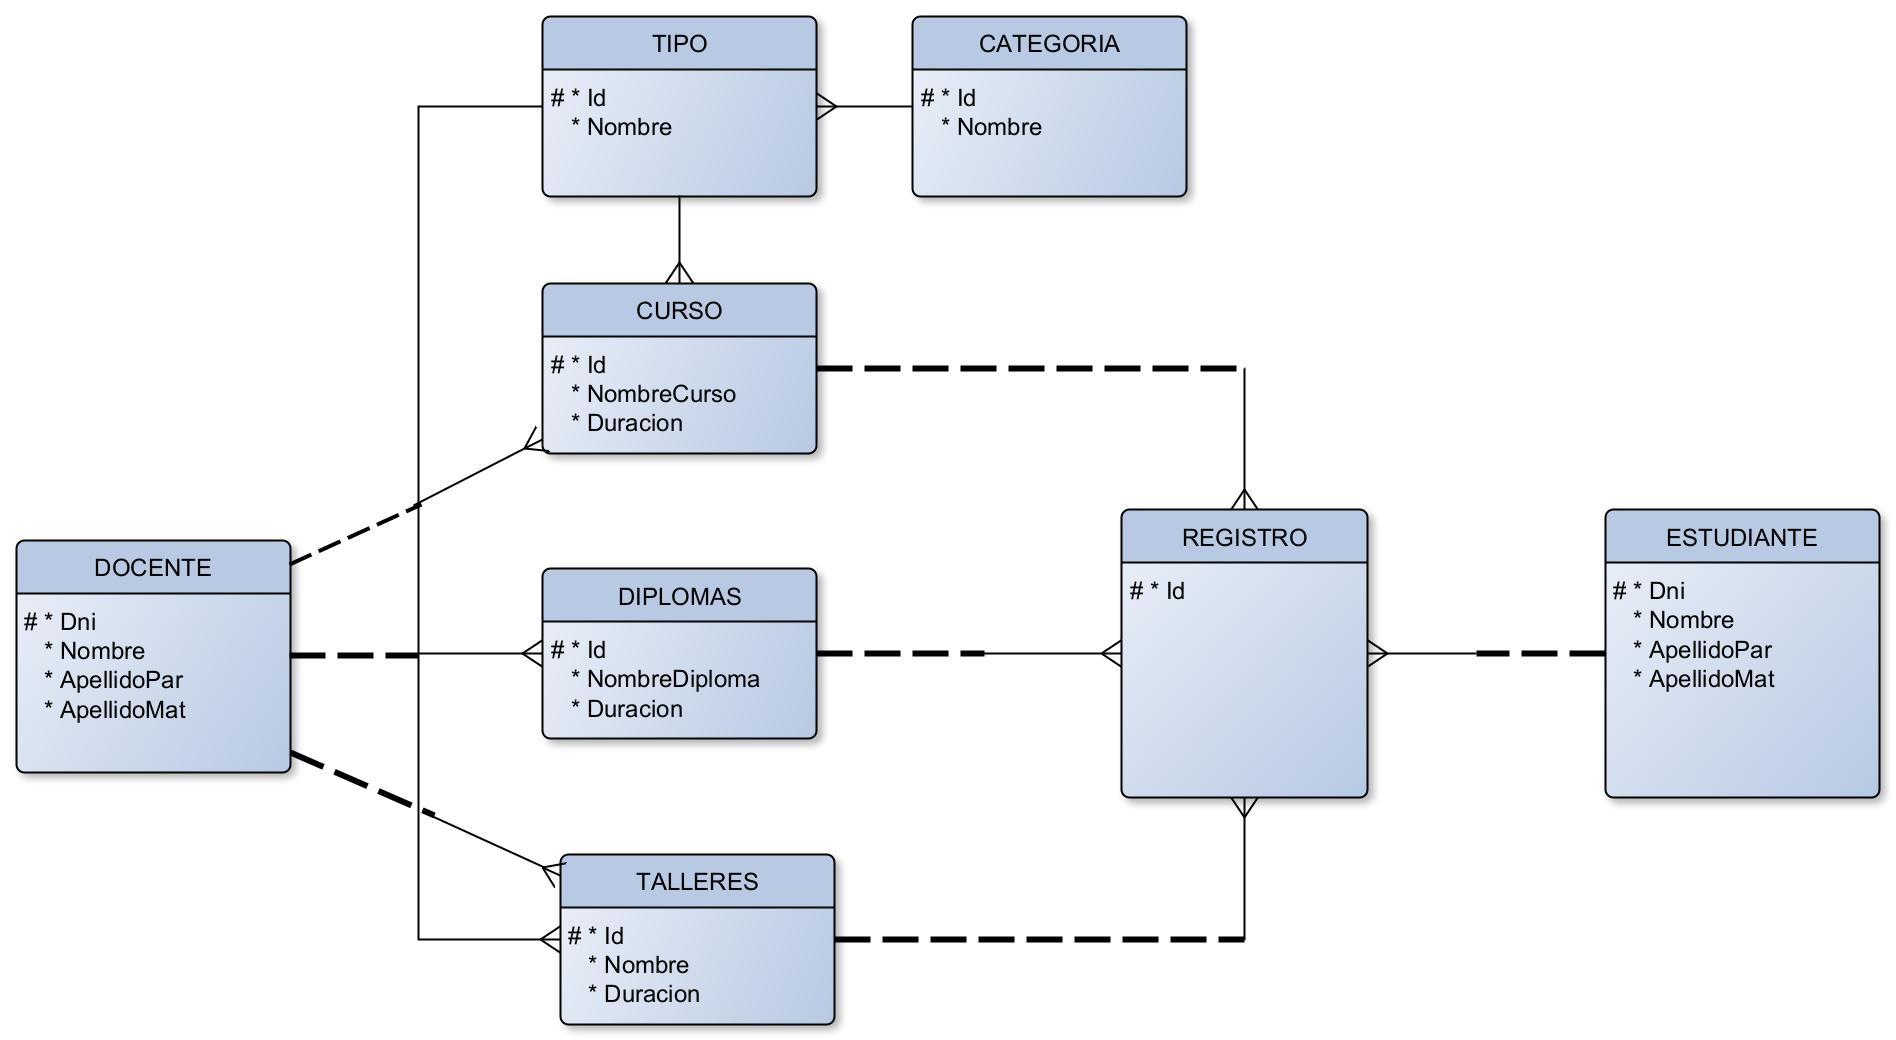 TIPO
# * Id
* Nombre
CATEGORIA
# * Id
* Nombre
CURSO
# * Id
* NombreCurso
* Duracion
DOCENTE
# * Dni
* Nombre
* ApellidoPar
* ApellidoMat
DIPLOMAS
# * Id
* NombreDiploma
* Duracion
REGISTRO
# * Id
ESTUDIANTE
# * Dni
* Nombre
* ApellidoPar
* ApellidoMat
TALLERES
# * Id
* Nombre
* Duracion